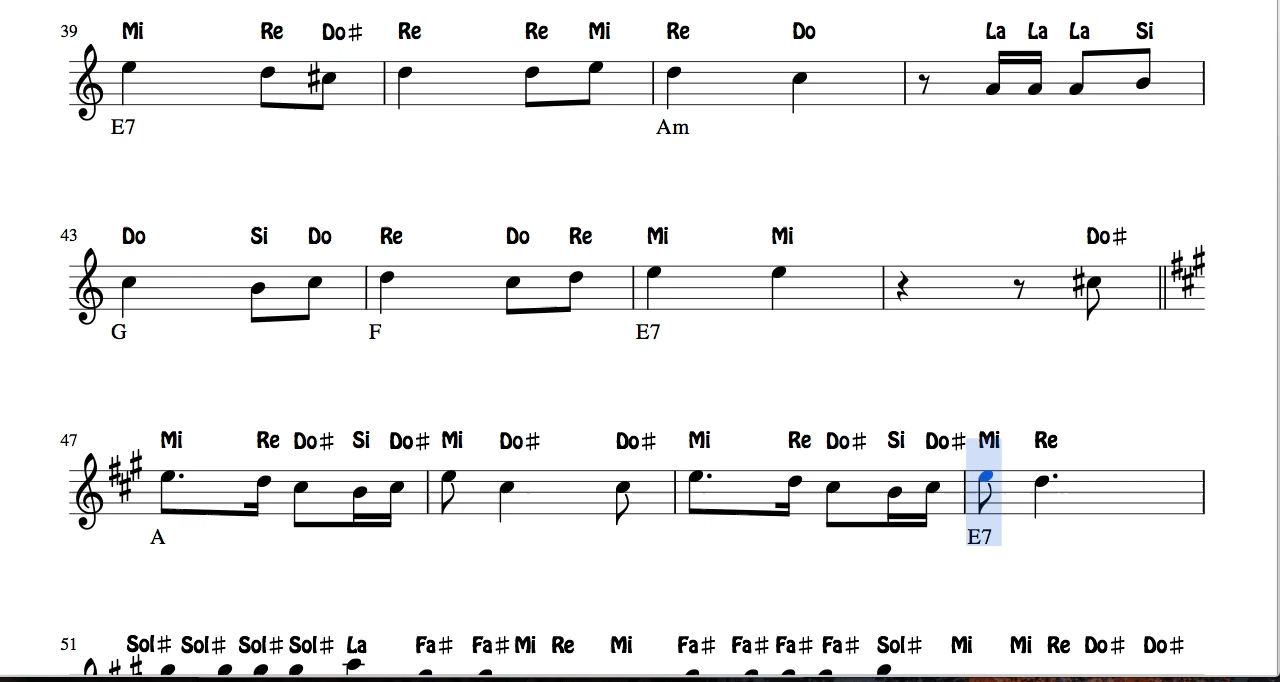 39 Mi Re Do♯ Re Re Mi Re Do La La La Si
E7 Am
43 Do Si Do Re Do Re Mi Mi Do♯
G F E7
47 Mi Re Do♯ Si Do♯ Mi Do♯ Do♯ Mi Re Do♯ Si Do♯ Mi Re
A E7
51 Sol♯ Sol♯ Sol♯ Sol♯ La Fa♯ Fa♯ Mi Re Mi Fa♯ Fa♯ Fa♯ Fa♯ Sol♯ Mi Mi Re Do♯ Do♯